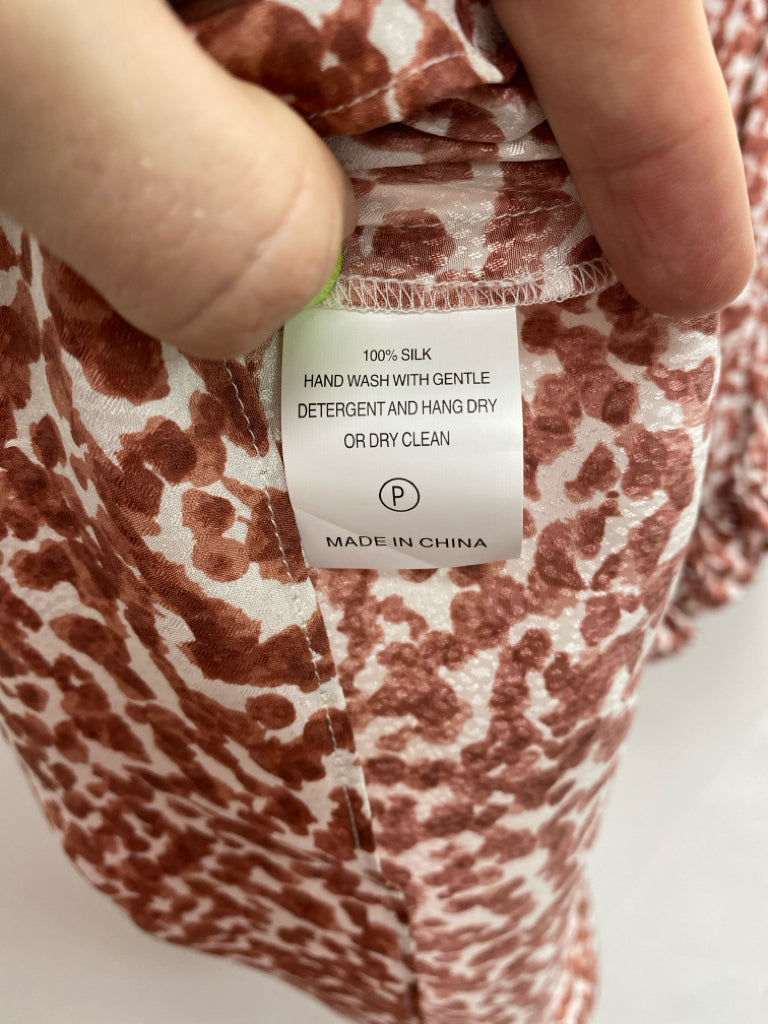 100% SILK
HAND WASH WITH GENTLE
DETERGENT AND HANG DRY
OR DRY CLEAN
P
MADE IN CHINA